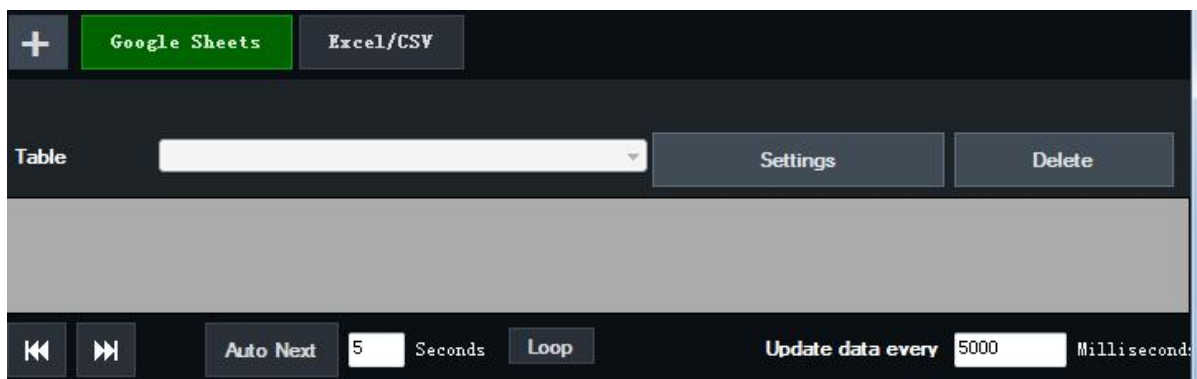 Google Sheets Excel/CSV
Table Settings Delete
Auto Next 5 Seconds Loop Update data every 5000 Milliseconds